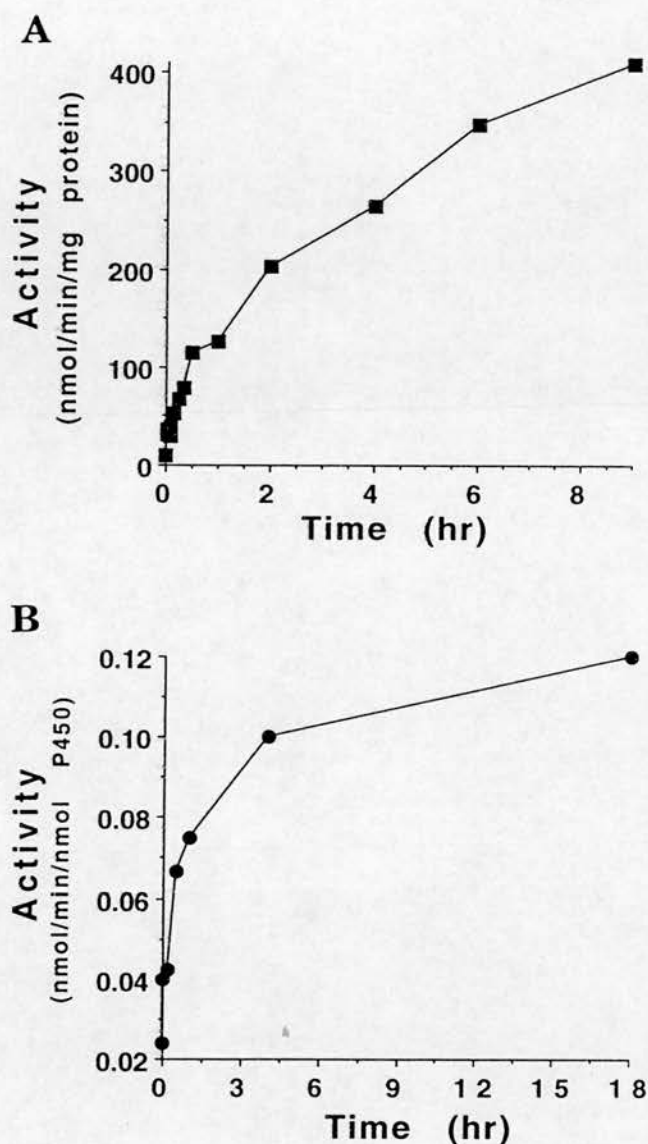 A
Activity
(nmol/min/mg protein)
400
300
200
100
0
0 2 4 6 8
Time (hr)
B
Activity
(nmol/min/nmol P450)
0.12
0.10
0.08
0.06
0.04
0.02
0 3 6 9 12 15 18
Time (hr)